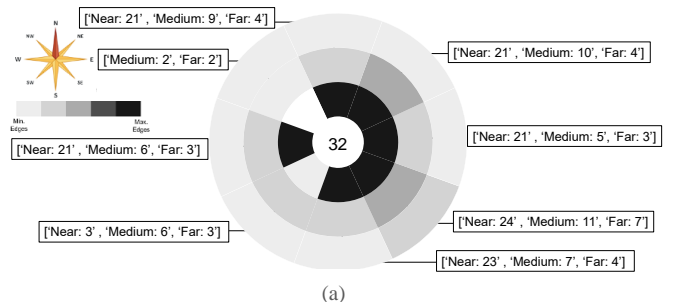 ['Near: 21' , 'Medium: 9', 'Far: 4']
N
NW
NE
['Near: 21' , 'Medium: 10', 'Far: 4']
['Medium: 2', 'Far: 2']
W
E
SW
SE
S
Min. Edges
Max. Edges
32
['Near: 21' , 'Medium: 5', 'Far: 3']
['Near: 21' , 'Medium: 6', 'Far: 3']
['Near: 24' , 'Medium: 11', 'Far: 7']
['Near: 3' , 'Medium: 6', 'Far: 3']
['Near: 23' , 'Medium: 7', 'Far: 4']
(a)